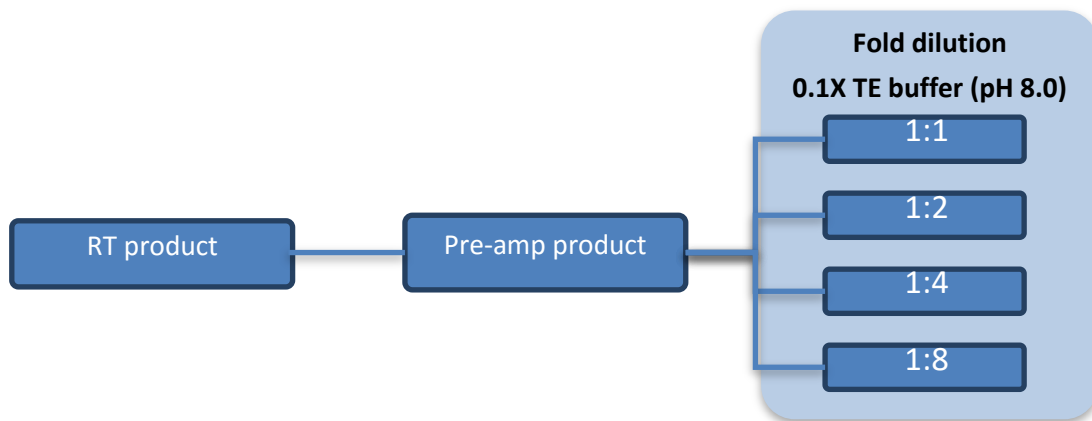 Fold dilution
0.1X TE buffer (pH 8.0)
1:1
1:2
RT product
Pre-amp product
1:4
1:8